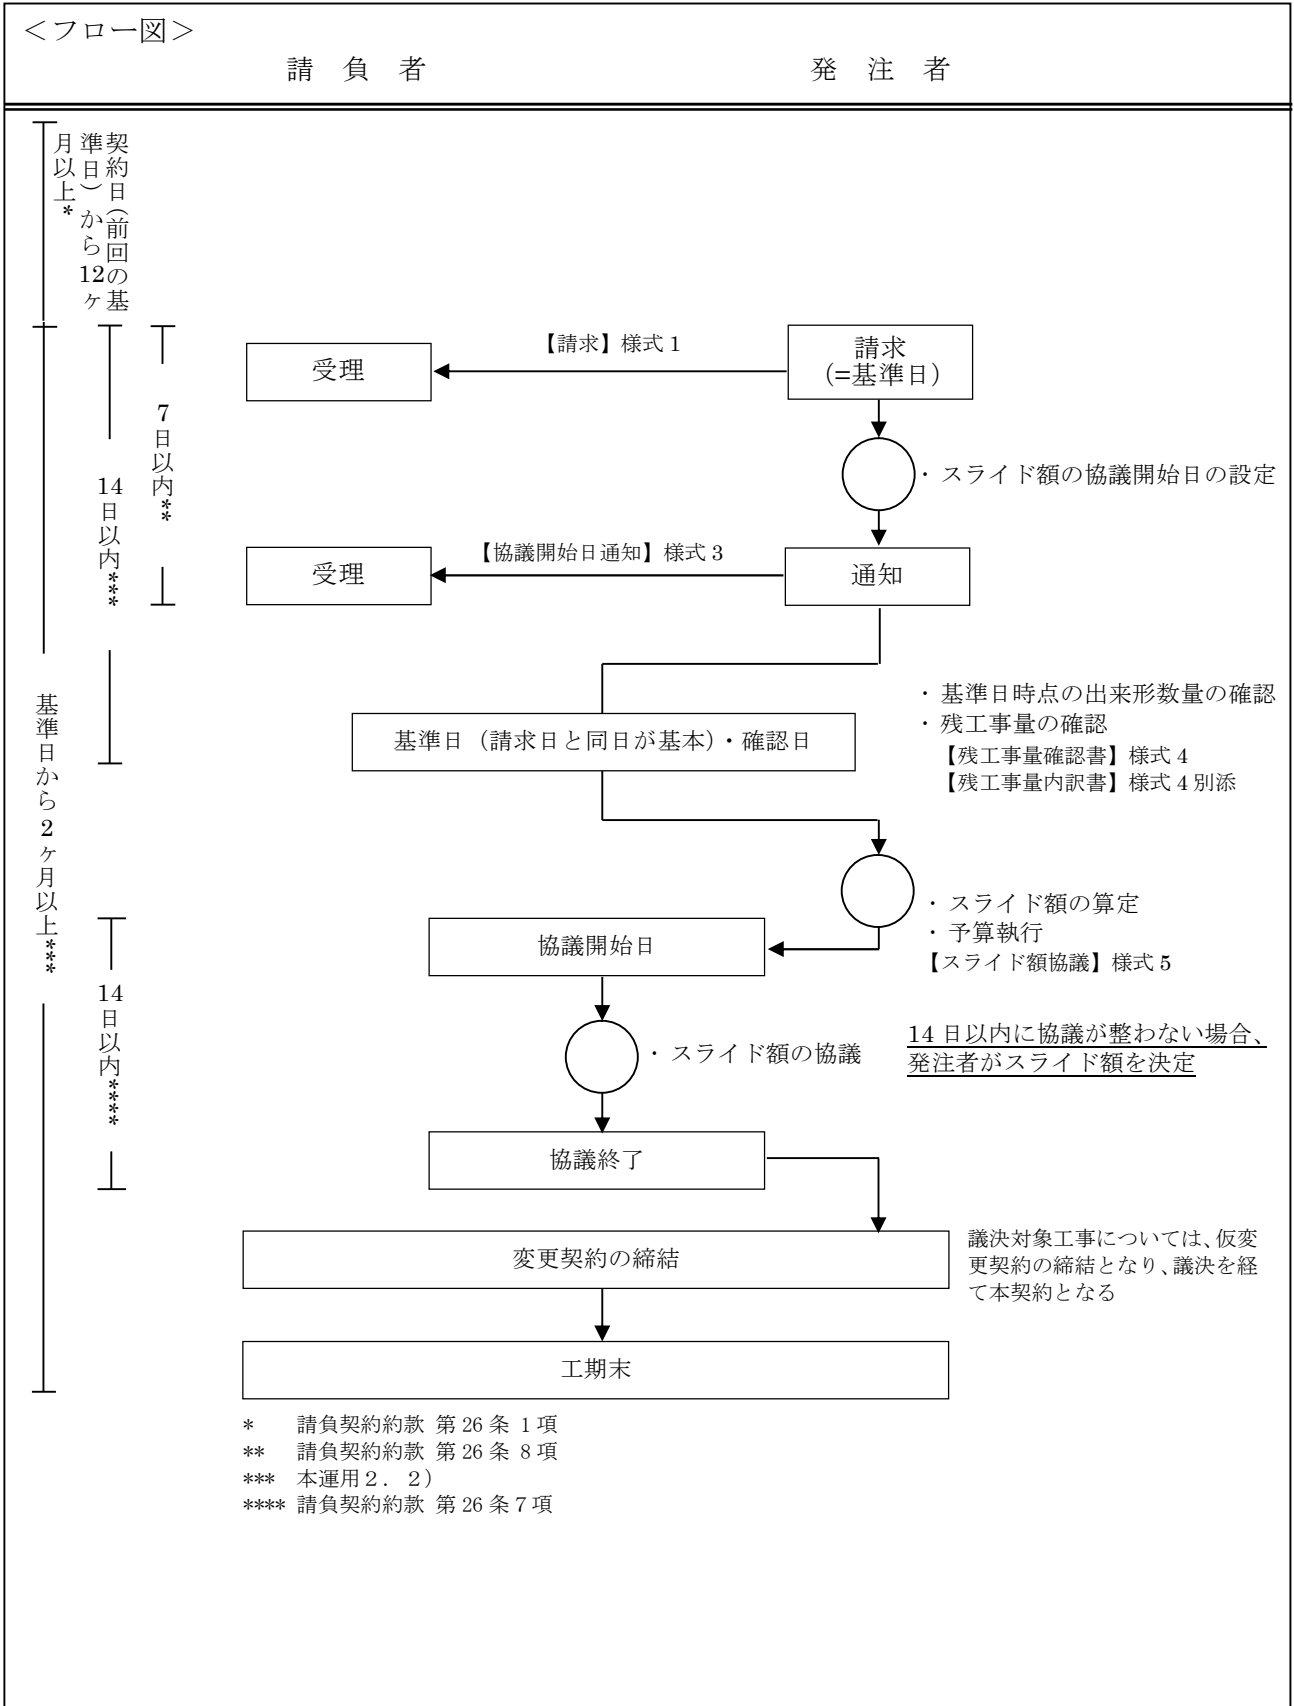 ＜フロー図＞
請 負 者
発 注 者
契約日（前回の基
準日）から12ヶ
月以上*
7日以内**
14日以内***
基準日から2ヶ月以上***
【請求】様式1
請求
（=基準日）
受理
・スライド額の協議開始日の設定
【協議開始日通知】様式3
受理
通知
・基準日時点の出来形数量の確認
・残工事量の確認
【残工事量確認書】様式4
【残工事量内訳書】様式4別添
基準日（請求日と同日が基本）・確認日
・スライド額の算定
・予算執行
【スライド額協議】様式5
協議開始日
14日以内****
・スライド額の協議
14日以内に協議が整わない場合、
発注者がスライド額を決定
協議終了
変更契約の締結
議決対象工事については、仮変
更契約の締結となり、議決を経
て本契約となる
工期末
* 請負契約約款 第26条 1項
** 請負契約約款 第26条 8項
*** 本運用２．２）
**** 請負契約約款 第26条７項